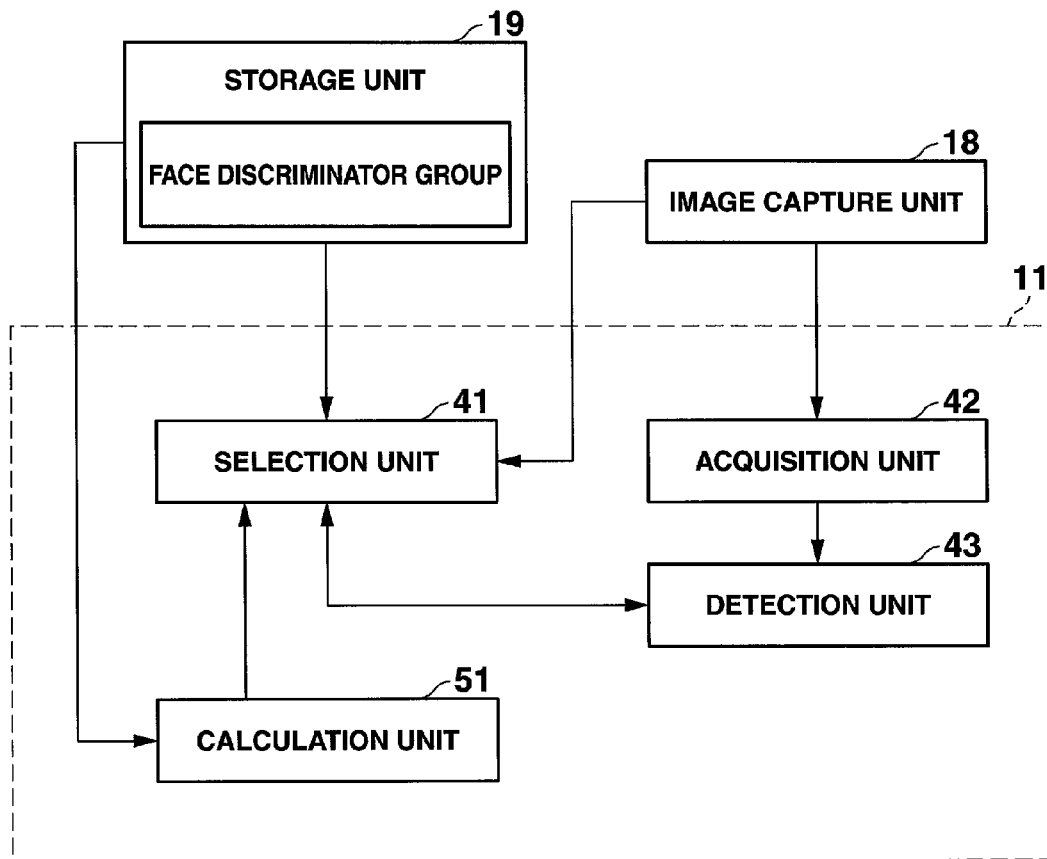 19
STORAGE UNIT
FACE DISCRIMINATOR GROUP
18
IMAGE CAPTURE UNIT
11
41
SELECTION UNIT
42
ACQUISITION UNIT
43
DETECTION UNIT
51
CALCULATION UNIT